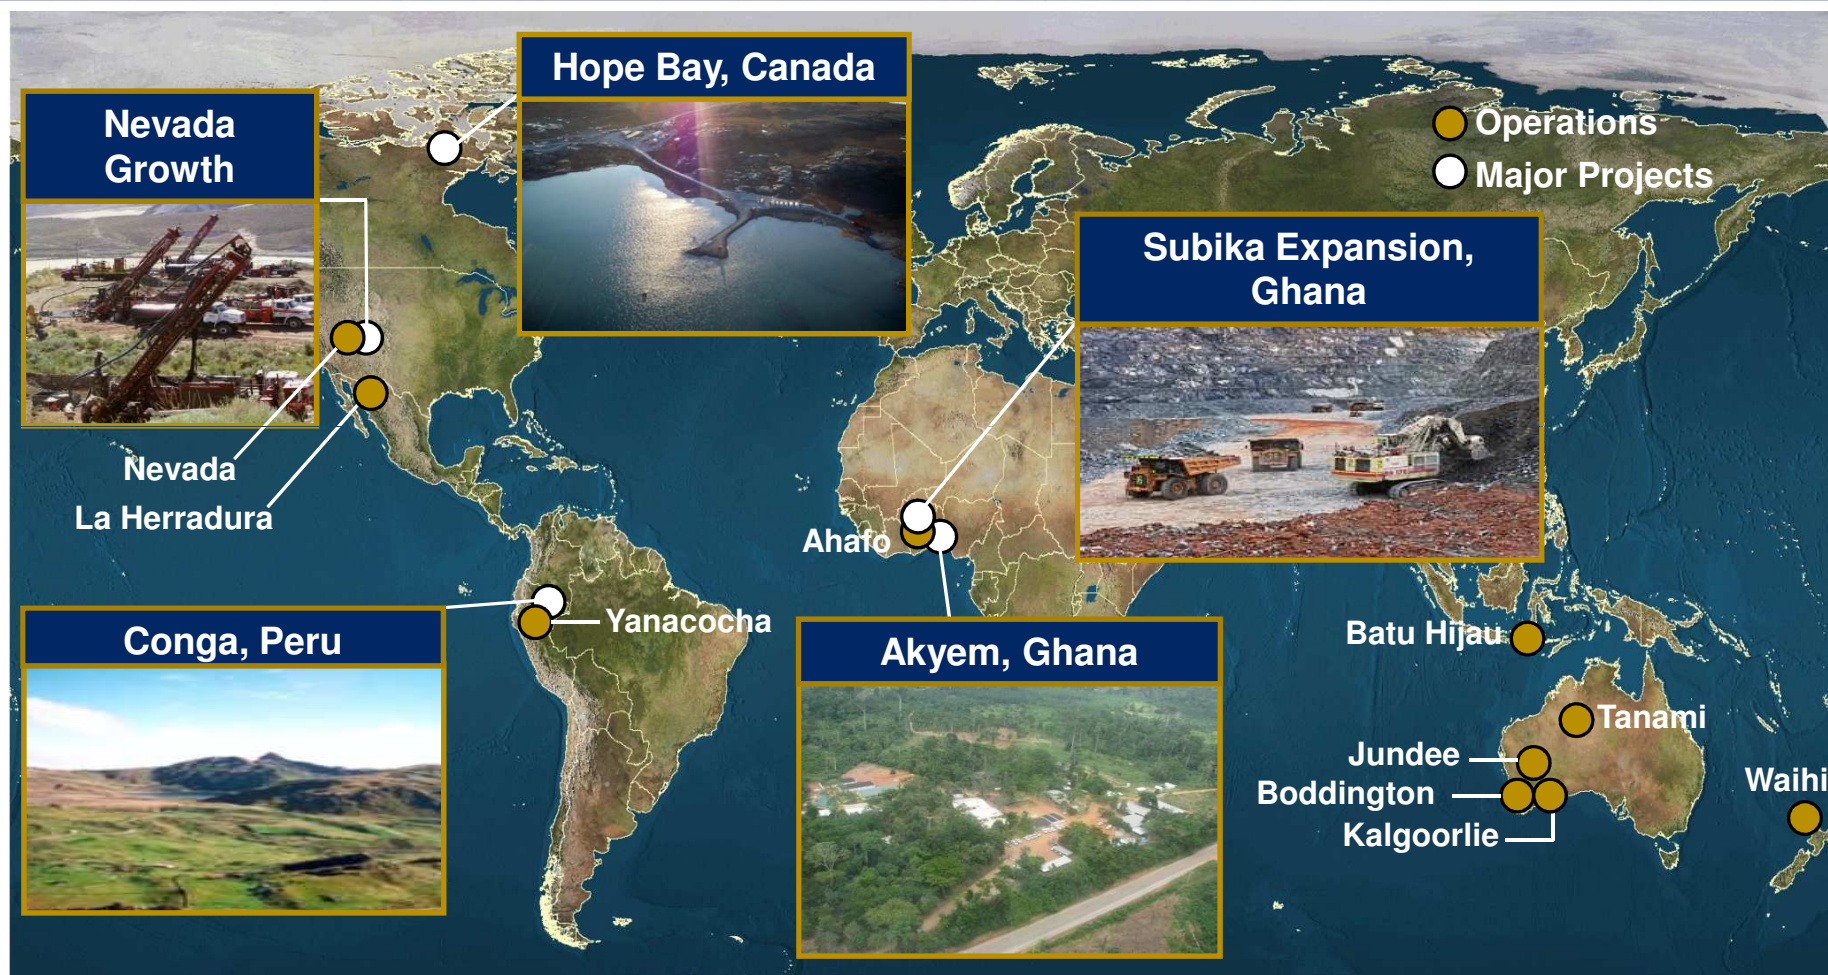 Hope Bay, Canada
Nevada
Growth
Operations
Major Projects
Subika Expansion,
Ghana
Nevada
La Herradura
Ahafo
Conga, Peru
Yanacocha
Akyem, Ghana
Batu Hijau
Tanami
Jundee
Boddington
Kalgoorlie
Waihi